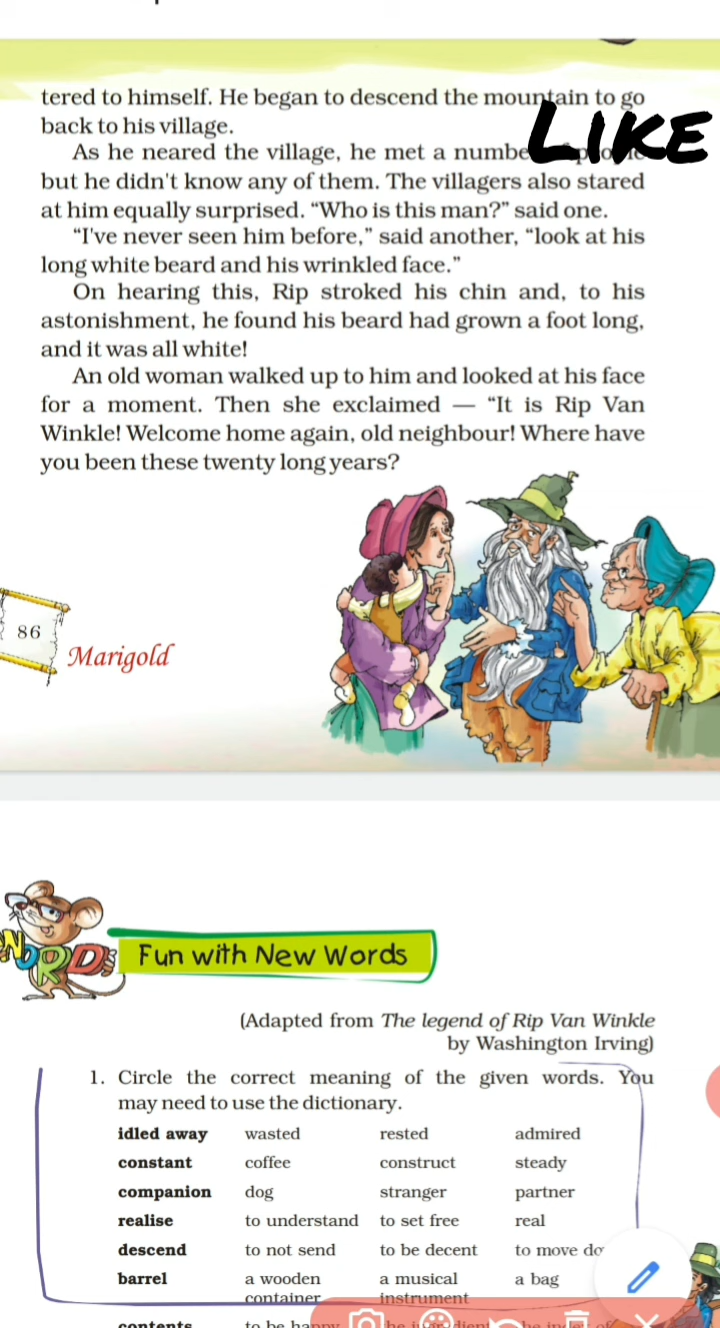 tered to himself. He began to descend the mountain to go
back to his village.
LIKE
As he neared the village, he met a number
but he didn't know any of them. The villagers also stared
at him equally surprised. “Who is this man?” said one.
“I've never seen him before,” said another, “look at his
long white beard and his wrinkled face.”
On hearing this, Rip stroked his chin and, to his
astonishment, he found his beard had grown a foot long,
and it was all white!
An old woman walked up to him and looked at his face
for a moment. Then she exclaimed — “It is Rip Van
Winkle! Welcome home again, old neighbour! Where have
you been these twenty long years?
86
Marigold
WORDS
Fun with New Words
(Adapted from The legend of Rip Van Winkle
by Washington Irving)
1. Circle the correct meaning of the given words. You
may need to use the dictionary.
idled away wasted rested admired
constant coffee construct steady
companion dog stranger partner
realise to understand to set free real
descend to not send to be decent to move
barrel a wooden a musical a bag
container instrument
contents to be happy